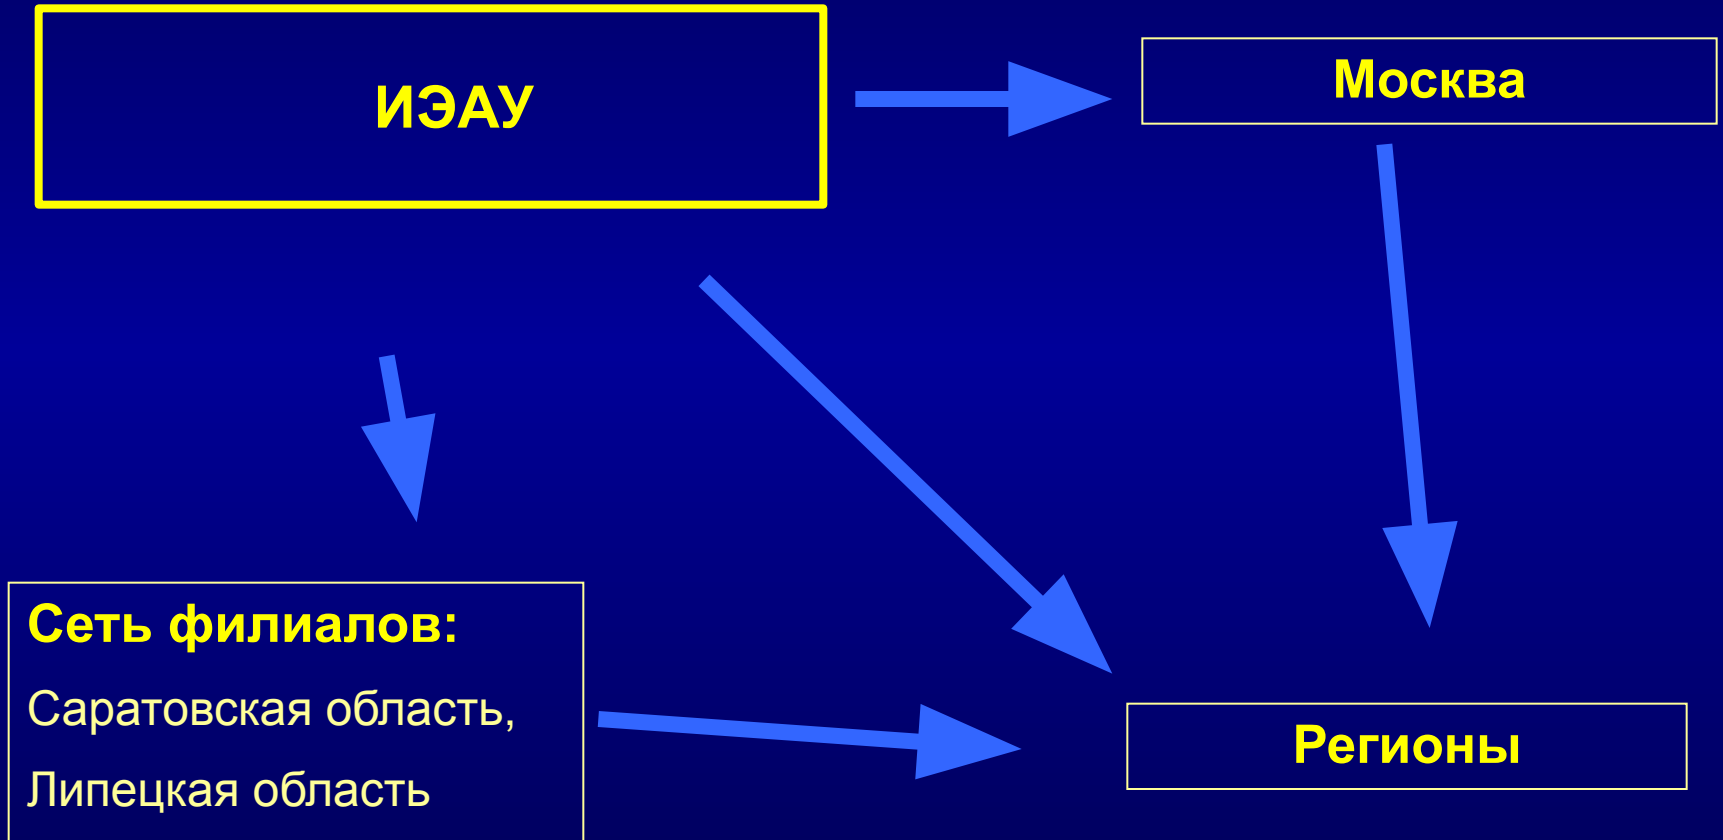 ИЭАУ
Москва
Сеть филиалов:
Саратовская область,
Липецкая область
Регионы